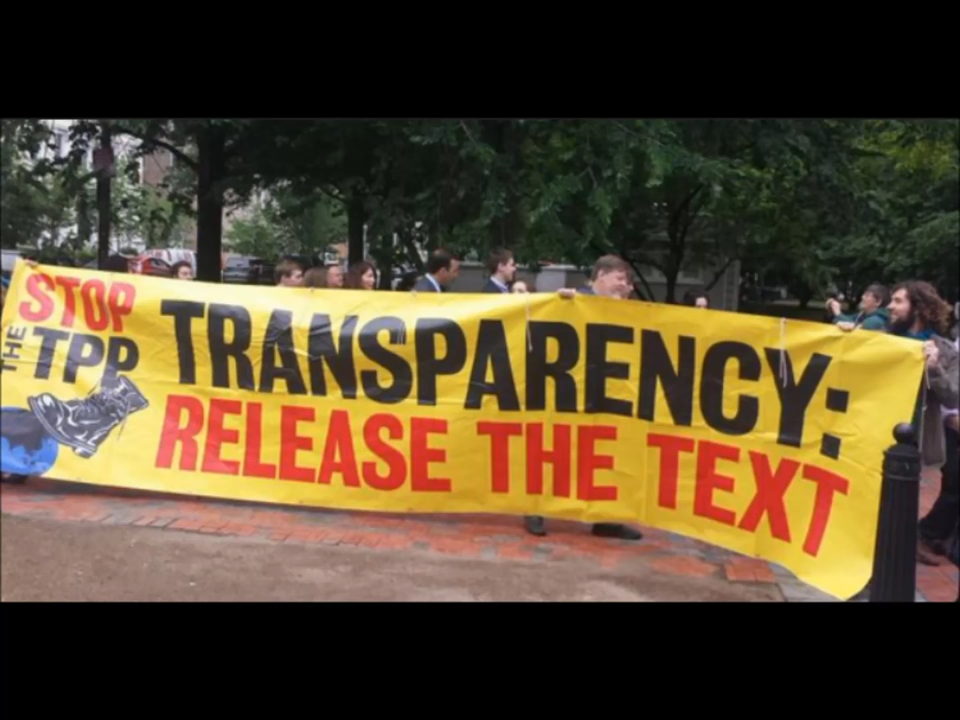 STOP
THE
TPP
TRANSPARENCY:
RELEASE THE TEXT